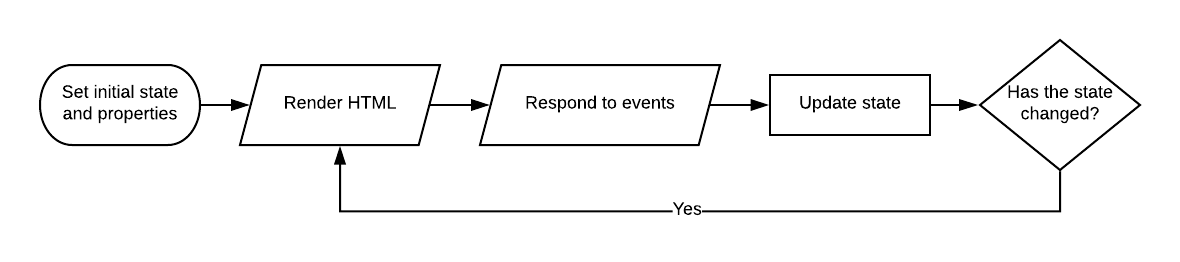 Set initial state
and properties
Render HTML
Respond to events
Update state
Has the state
changed?
Yes